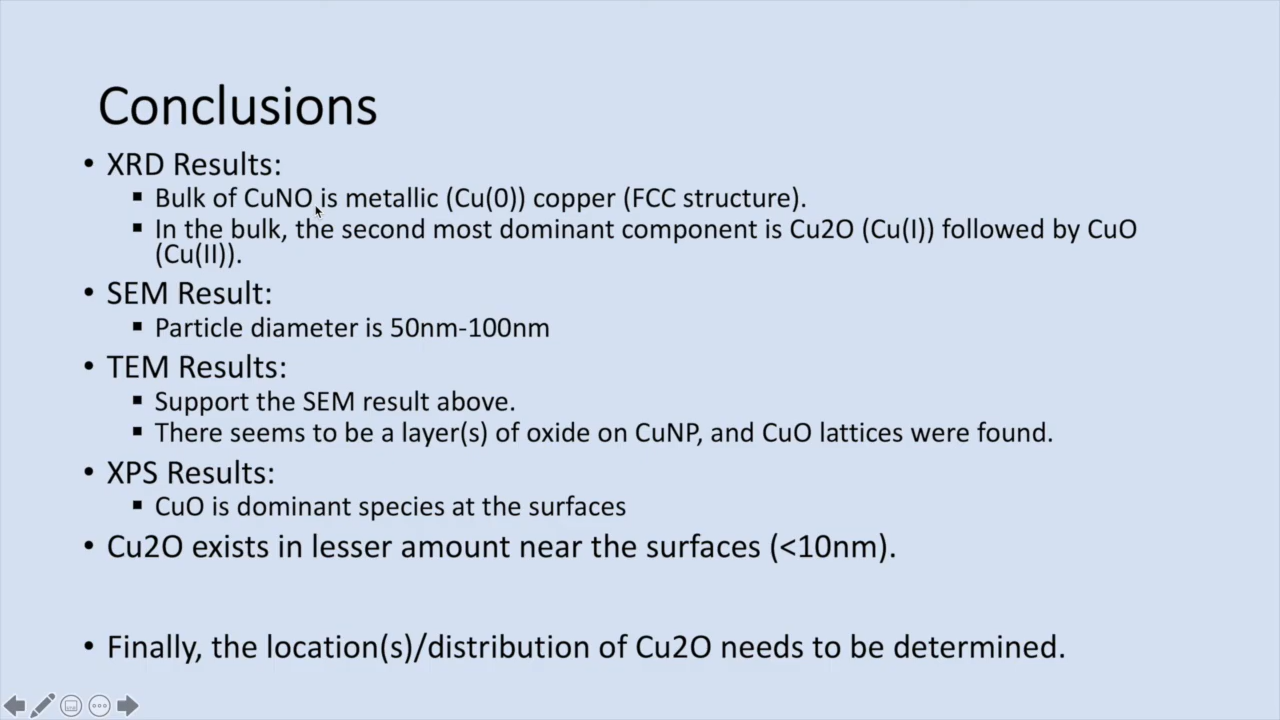 Conclusions
• XRD Results:
▪ Bulk of CuNO is metallic (Cu(0)) copper (FCC structure).
▪ In the bulk, the second most dominant component is Cu2O (Cu(I)) followed by CuO
(Cu(II)).
• SEM Result:
▪ Particle diameter is 50nm-100nm
• TEM Results:
▪ Support the SEM result above.
▪ There seems to be a layer(s) of oxide on CuNP, and CuO lattices were found.
• XPS Results:
▪ CuO is dominant species at the surfaces
• Cu2O exists in lesser amount near the surfaces (<10nm).
• Finally, the location(s)/distribution of Cu2O needs to be determined.